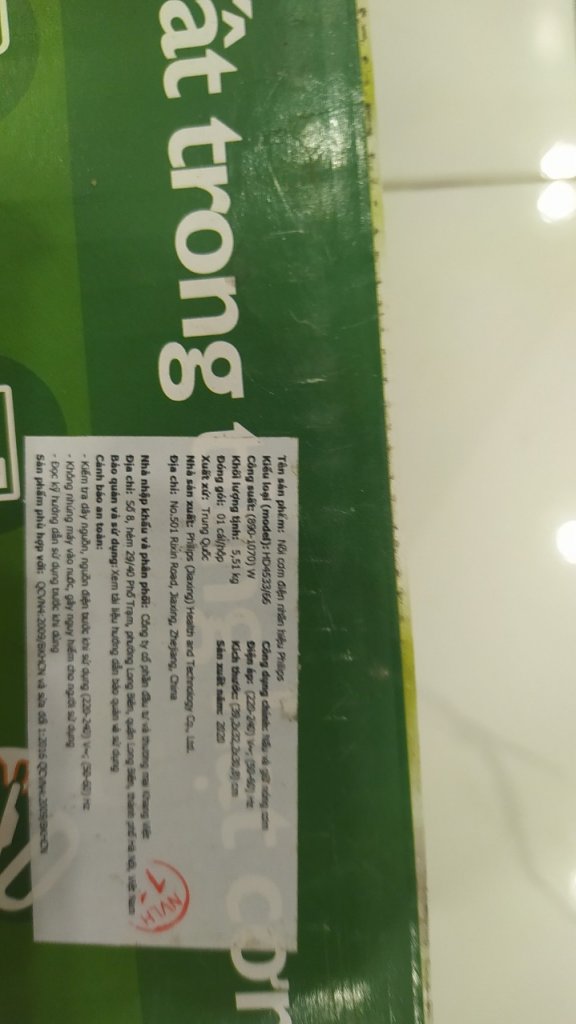 ất trong
Tên sản phẩm: Nồi cơm điện nhãn hiệu Philips
Kiểu loại (model): HD4533/66 Công dụng chính: Nấu và giữ nóng cơm
Công suất: (890-1070) W Điện áp: (220-240) V~; (50-60) Hz
Khối lượng tịnh: 5,51 kg Kích thước: (39,2x32,2x30,8) cm
Đóng gói: 01 cái/hộp Sản xuất năm: 2020
Xuất xứ: Trung Quốc
Nhà sản xuất: Philips (Jiaxing) Health and Technology Co., Ltd.
Địa chỉ: No.501 Rixin Road, Jiaxing, Zhejiang, China
Nhà nhập khẩu và phân phối: Công ty cổ phần đầu tư và thương mại Khang Việt
Địa chỉ: Số 8, hẻm 29/40 Phố Trạm, phường Long Biên, quận Long Biên, thành phố Hà Nội, Việt Nam
Bảo quản và sử dụng: Xem tài liệu hướng dẫn bảo quản và sử dụng
Cảnh báo an toàn:
- Kiểm tra dây nguồn, nguồn điện trước khi sử dụng (220-240) V~; (50-60) Hz
- Không nhúng máy vào nước, gây nguy hiểm cho người sử dụng
- Đọc kỹ hướng dẫn sử dụng trước khi dùng
Sản phẩm phù hợp với: QCVN4:2009/BKHCN và sửa đổi 1:2016 QCVN4:2009/BKHCN
NVLH
1